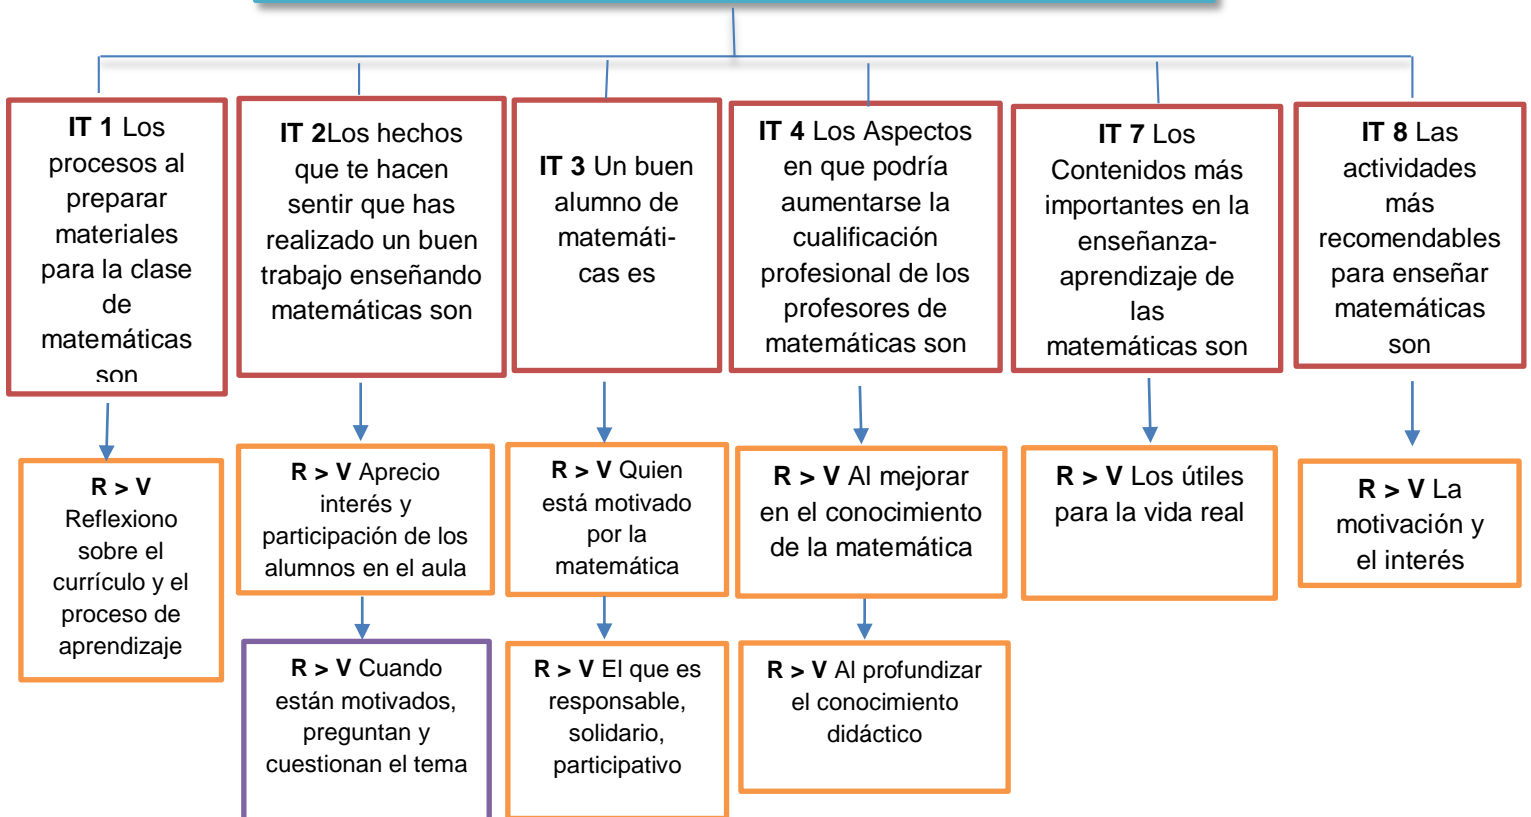 IT 1 Los
procesos al
preparar
materiales
para la clase
de
matemáticas
son
IT 2Los hechos
que te hacen
sentir que has
realizado un buen
trabajo enseñando
matemáticas son
IT 3 Un buen
alumno de
matemáti-
cas es
IT 4 Los Aspectos
en que podría
aumentarse la
cualificación
profesional de los
profesores de
matemáticas son
IT 7 Los
Contenidos más
importantes en la
enseñanza-
aprendizaje de
las
matemáticas son
IT 8 Las
actividades
más
recomendables
para enseñar
matemáticas
son
R > V
Reflexiono
sobre el
currículo y el
proceso de
aprendizaje
R > V Aprecio
interés y
participación de los
alumnos en el aula
R > V Quien
está motivado
por la
matemática
R > V Al mejorar
en el conocimiento
de la matemática
R > V Los útiles
para la vida real
R > V La
motivación y
el interés
R > V Cuando
están motivados,
preguntan y
cuestionan el tema
R > V El que es
responsable,
solidario,
participativo
R > V Al profundizar
el conocimiento
didáctico